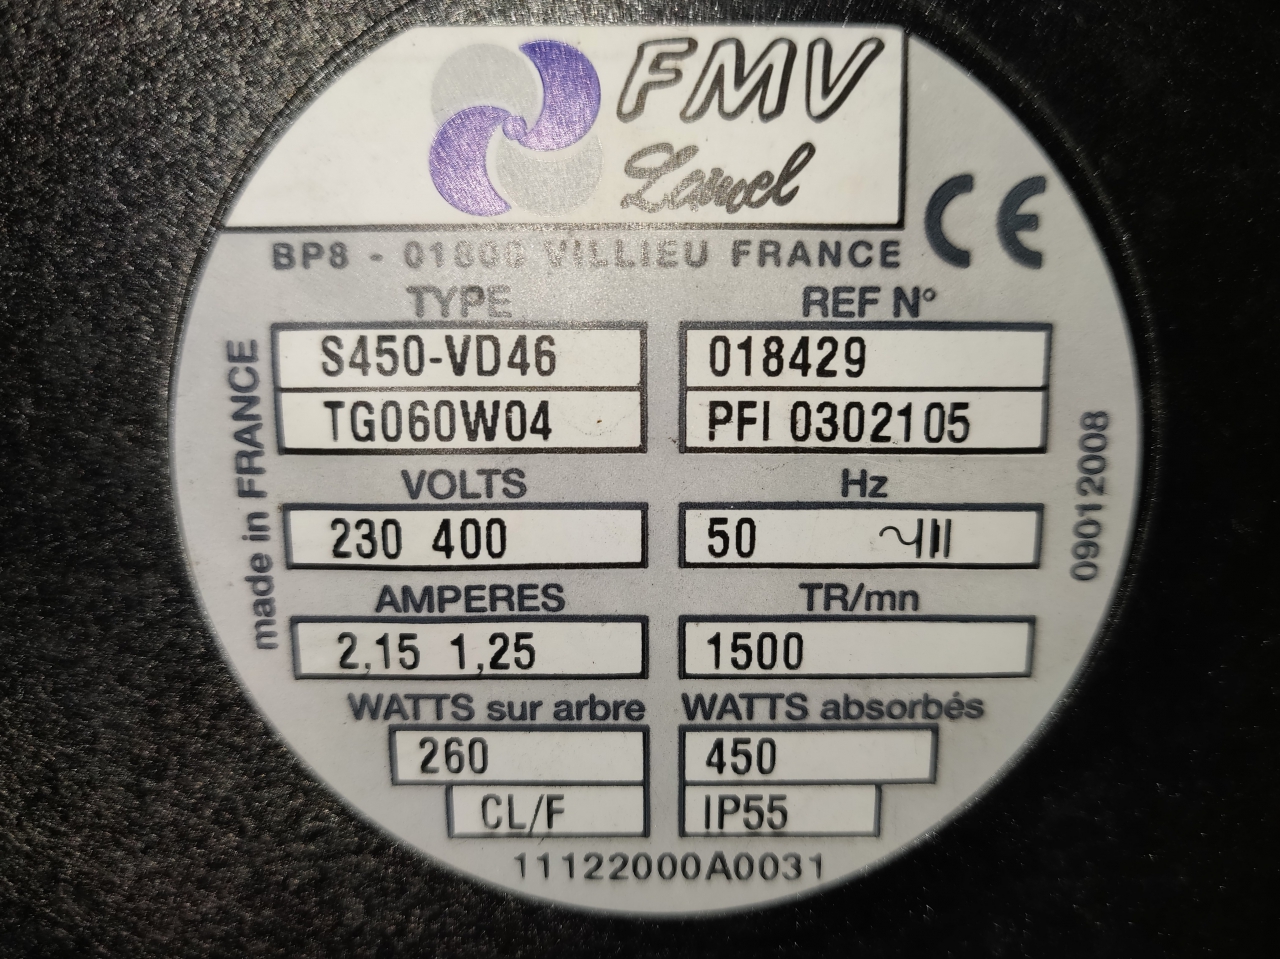 FMV
Lamel
BP8 - 01800 VILLIEU FRANCE
CE
TYPE
REF N°
S450-VD46
018429
TG060W04
PFI 0302105
VOLTS
Hz
230 400
50
AMPERES
TR/mn
2,15 1,25
1500
WATTS sur arbre
WATTS absorbés
260
450
CL/F
IP55
11122000A0031
made in FRANCE
09012008